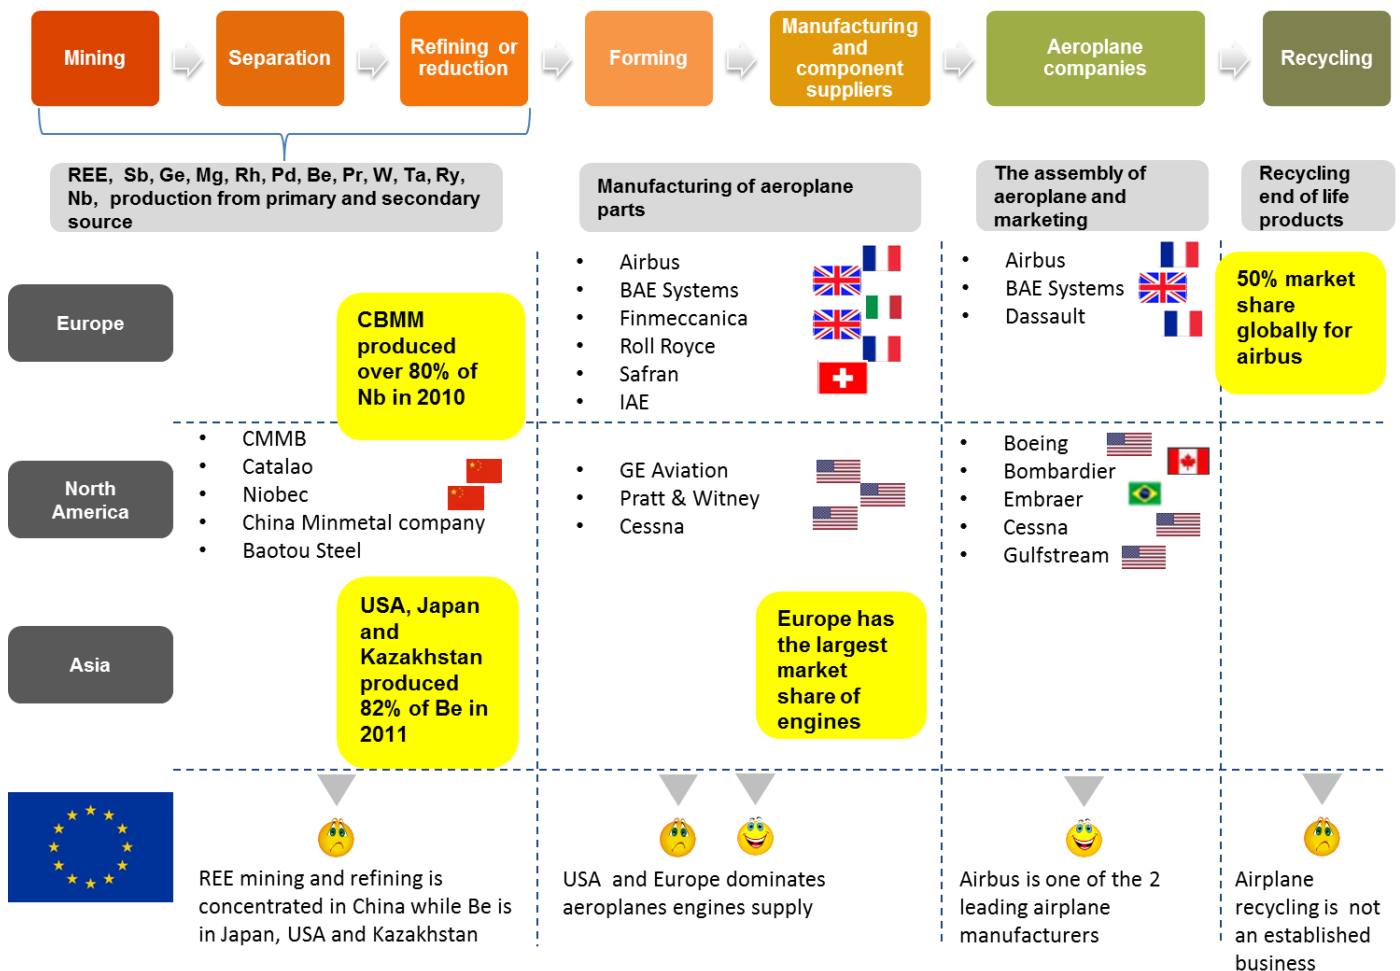 Mining
Separation
Refining or
reduction
Forming
Manufacturing
and
component
suppliers
Aeroplane
companies
Recycling
REE, Sb, Ge, Mg, Rh, Pd, Be, Pr, W, Ta, Ry,
Nb, production from primary and secondary
source
Manufacturing of aeroplane
parts
The assembly of
aeroplane and
marketing
Recycling
end of life
products
Europe
CBMM
produced
over 80% of
Nb in 2010
• Airbus
• BAE Systems
• Finmeccanica
• Roll Royce
• Safran
• IAE
• Airbus
• BAE Systems
• Dassault
50% market
share
globally for
airbus
North
America
• CMMB
• Catalao
• Niobec
• China Minmetal company
• Baotou Steel
• GE Aviation
• Pratt & Witney
• Cessna
• Boeing
• Bombardier
• Embraer
• Cessna
• Gulfstream
Asia
USA, Japan
and
Kazakhstan
produced
82% of Be in
2011
Europe has
the largest
market
share of
engines
REE mining and refining is
concentrated in China while Be is
in Japan, USA and Kazakhstan
USA and Europe dominates
aeroplanes engines supply
Airbus is one of the 2
leading airplane
manufacturers
Airplane
recycling is not
an established
business